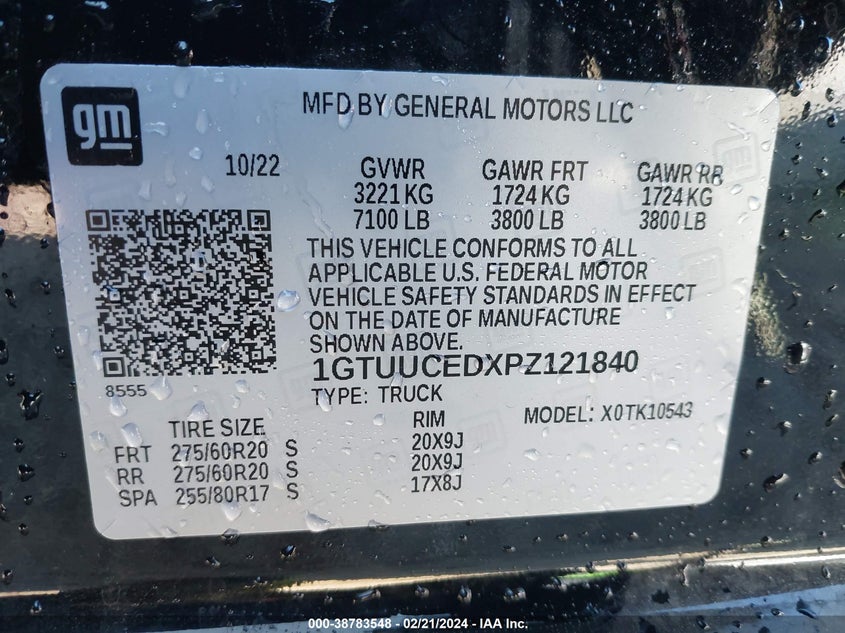 gm
MFD BY GENERAL MOTORS LLC
10/22 GVWR GAWR FRT GAWR RR
3221 KG 1724 KG 1724 KG
7100 LB 3800 LB 3800 LB
THIS VEHICLE CONFORMS TO ALL
APPLICABLE U.S. FEDERAL MOTOR
VEHICLE SAFETY STANDARDS IN EFFECT
ON THE DATE OF MANUFACTURE
SHOWN ABOVE.
1GTUUCEDXPZ121840
8555
TYPE: TRUCK MODEL: X0TK10543
TIRE SIZE RIM
FRT 275/60R20 S 20X9J
RR 275/60R20 S 20X9J
SPA 255/80R17 S 17X8J
000-38783548 — 02/21/2024 — IAA Inc.